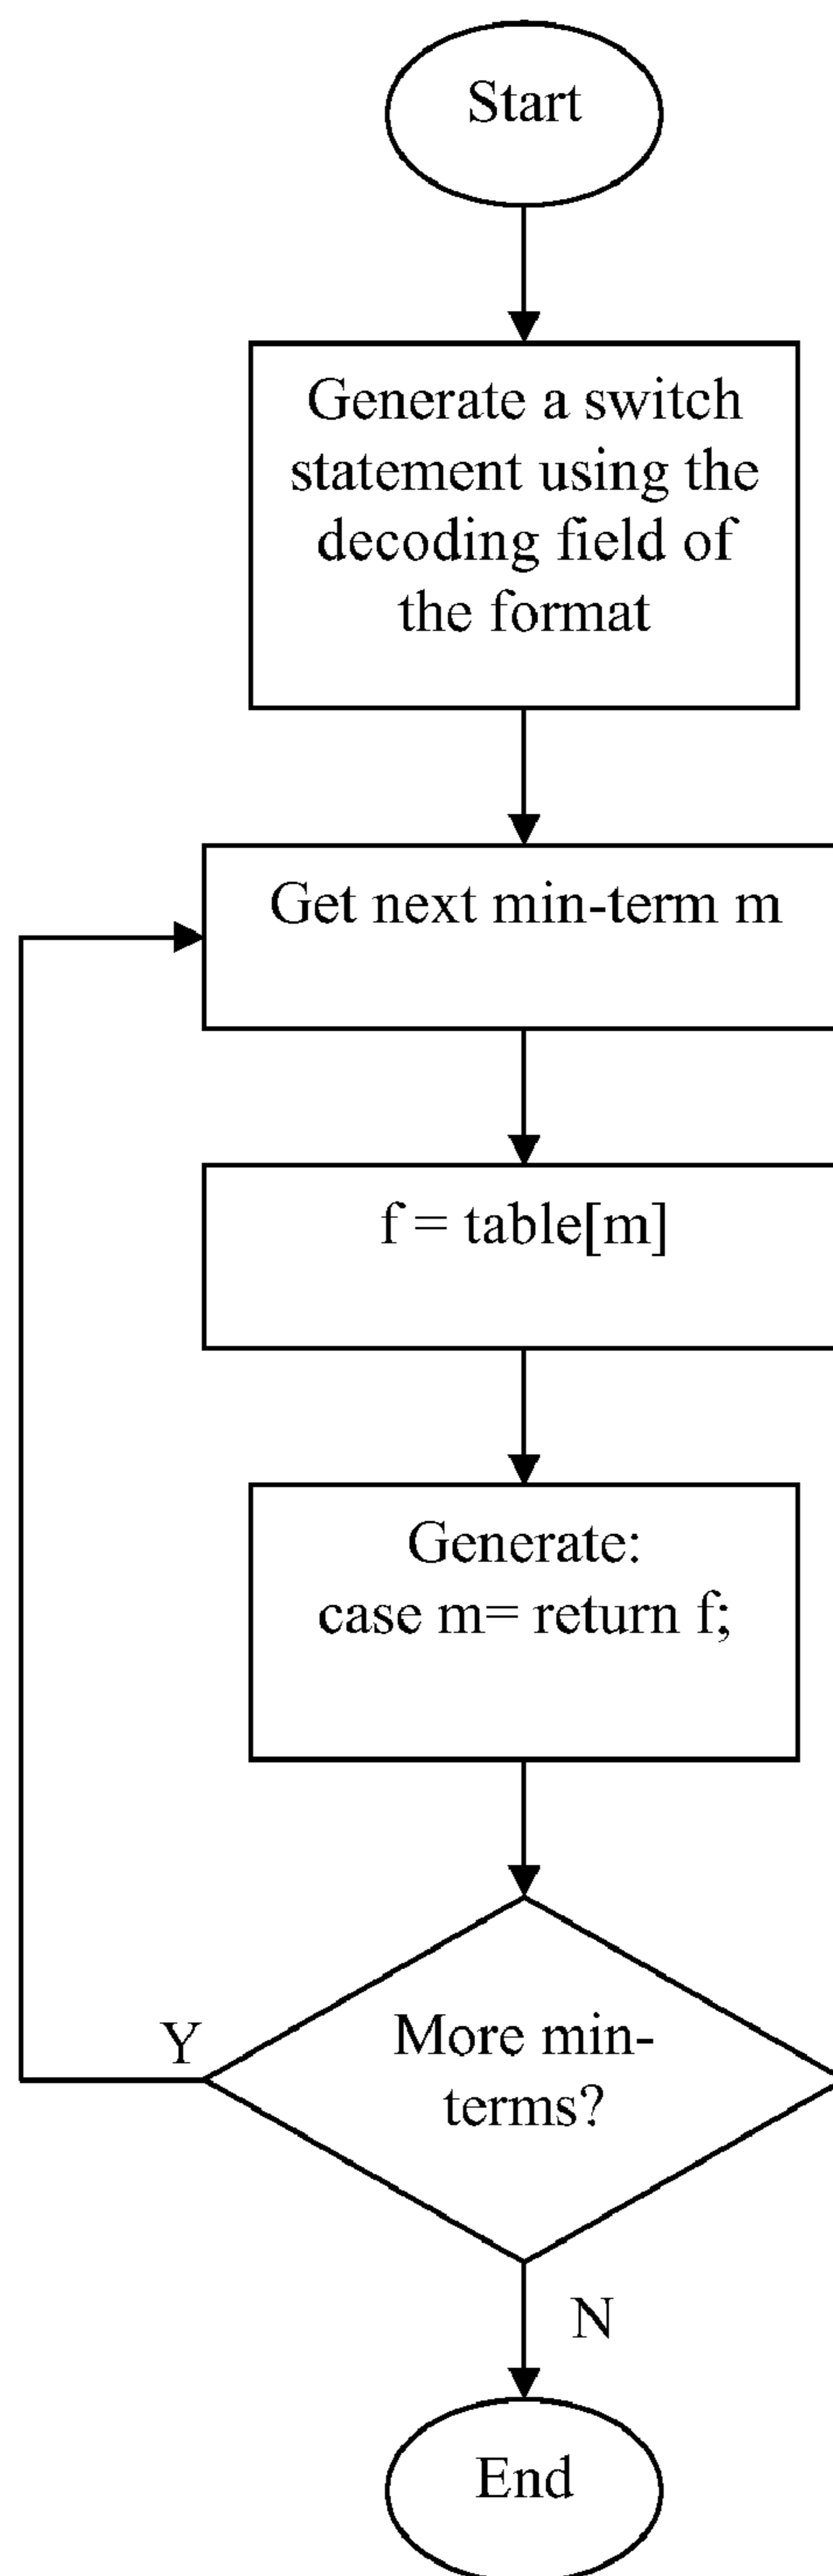 Start
Generate a switch
statement using the
decoding field of
the format
Get next min-term m
f = table[m]
Generate:
case m= return f;
More min-
terms?
Y
N
End